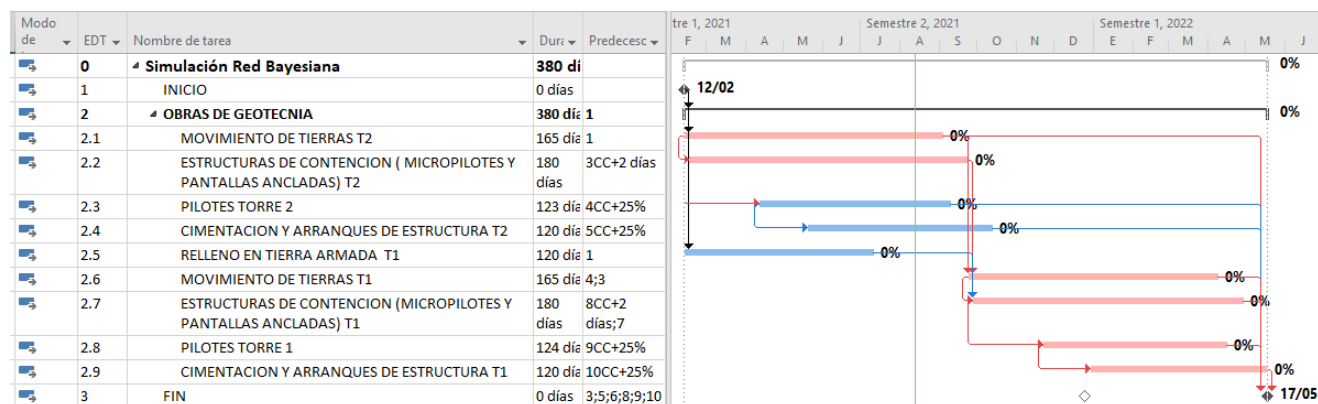 Modo de
EDT
Nombre de tarea
Dura
Predecesc
tre 1, 2021
Semestre 2, 2021
Semestre 1, 2022
F M A M J J A S O N D E F M A M J
0 Simulación Red Bayesiana 380 dí 0%
1 INICIO 0 días 12/02
2 OBRAS DE GEOTECNIA 380 día 1 0%
2.1 MOVIMIENTO DE TIERRAS T2 165 día 1 0%
2.2 ESTRUCTURAS DE CONTENCION ( MICROPILOTES Y 180 3CC+2 días 0%
PANTALLAS ANCLADAS) T2 días
2.3 PILOTES TORRE 2 123 día 4CC+25% 0%
2.4 CIMENTACION Y ARRANQUES DE ESTRUCTURA T2 120 día 5CC+25% 0%
2.5 RELLENO EN TIERRA ARMADA T1 120 día 1 0%
2.6 MOVIMIENTO DE TIERRAS T1 165 día 4;3 0%
2.7 ESTRUCTURAS DE CONTENCION (MICROPILOTES Y 180 8CC+2 0%
PANTALLAS ANCLADAS) T1 días días;7
2.8 PILOTES TORRE 1 124 día 9CC+25% 0%
2.9 CIMENTACION Y ARRANQUES DE ESTRUCTURA T1 120 día 10CC+25% 0%
3 FIN 0 días 3;5;6;8;9;10 17/05